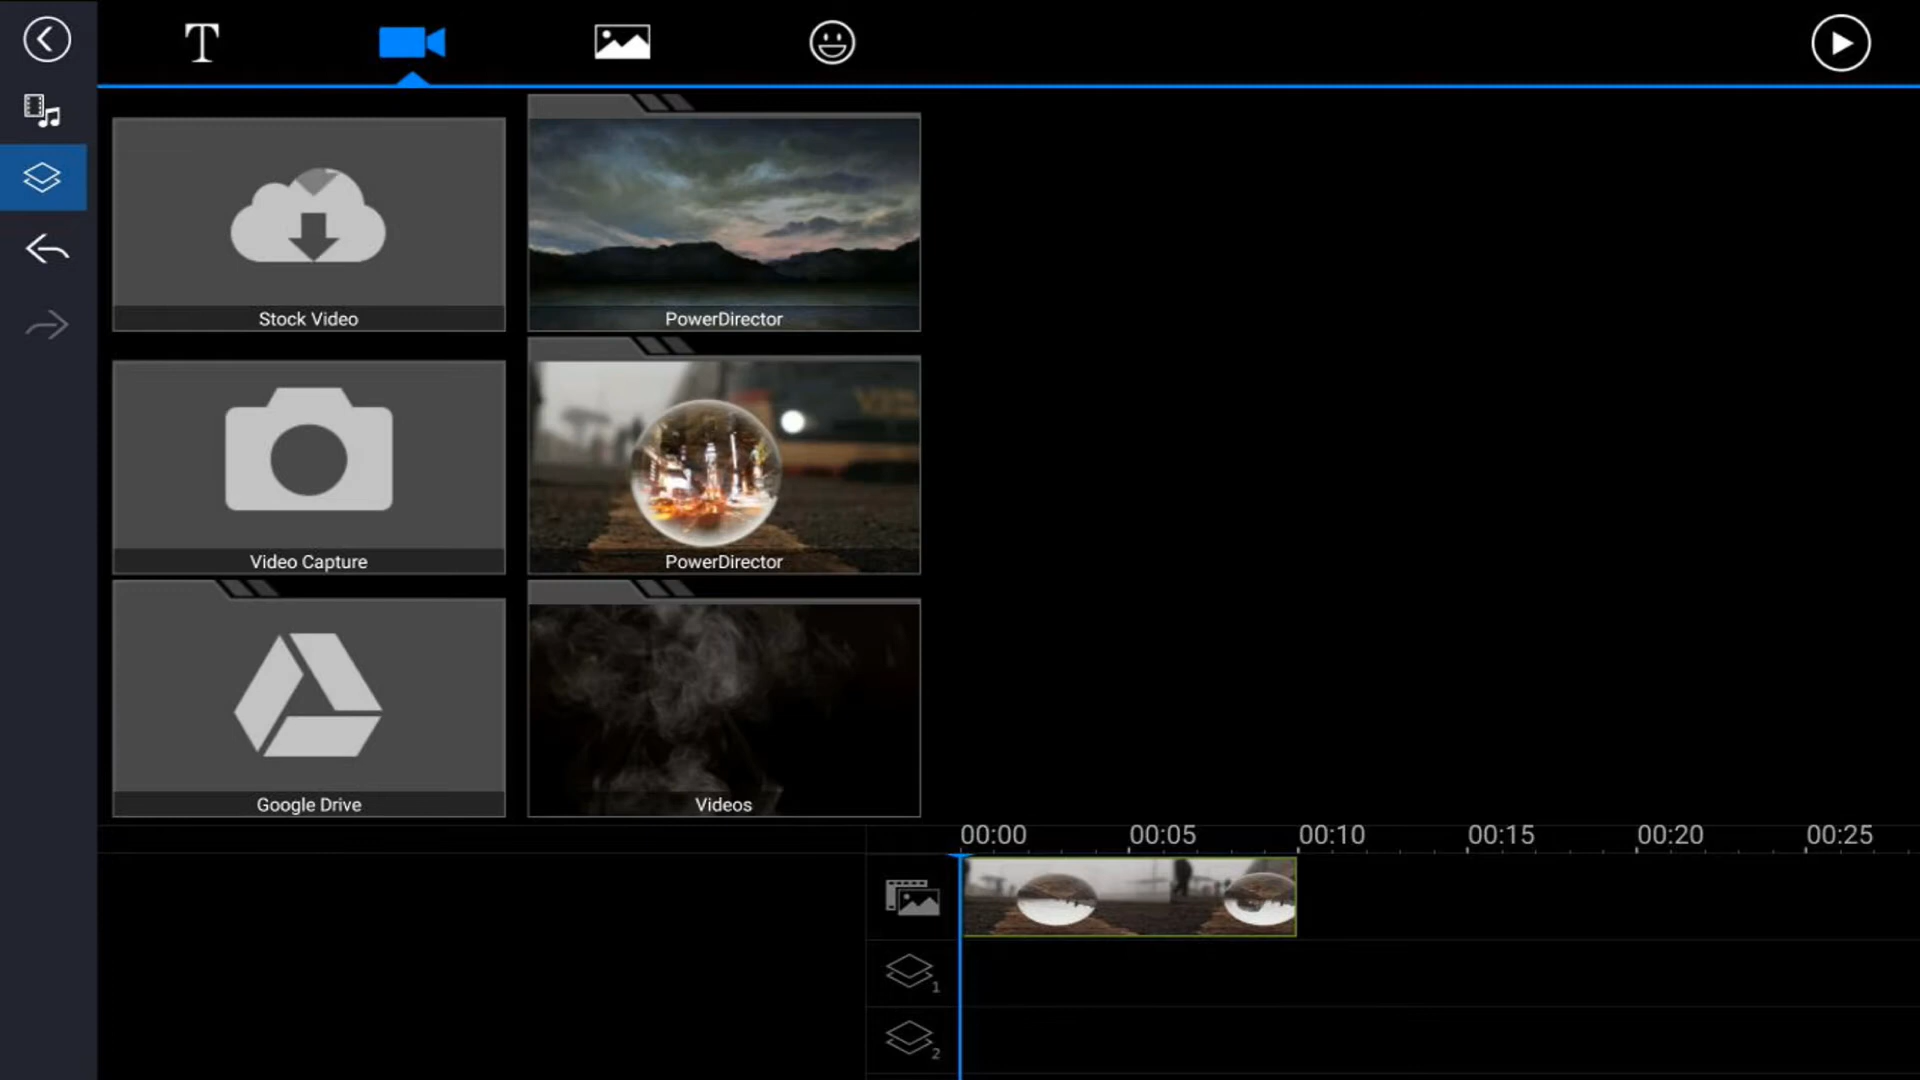 T
Stock Video
PowerDirector
Video Capture
PowerDirector
Google Drive
Videos
00:00 00:05 00:10 00:15 00:20 00:25
1
2